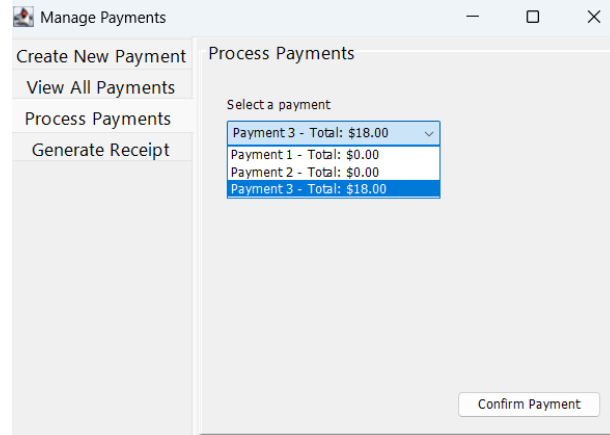 Manage Payments
Create New Payment
View All Payments
Process Payments
Generate Receipt
Process Payments
Select a payment
Payment 3 - Total: $18.00
Payment 1 - Total: $0.00
Payment 2 - Total: $0.00
Payment 3 - Total: $18.00
Confirm Payment